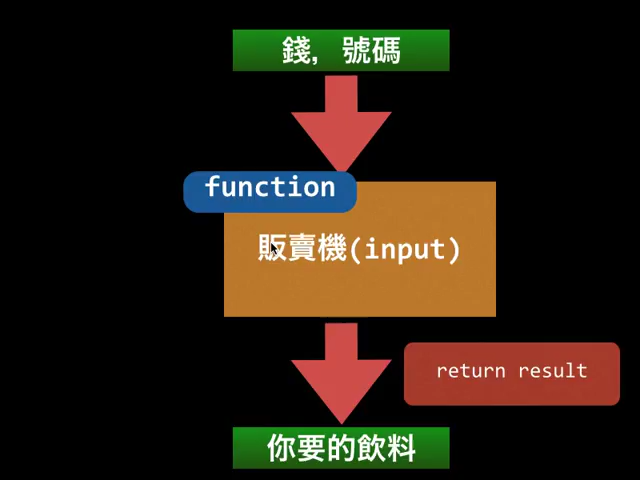 錢, 號碼
function
販賣機(input)
return result
你要的飲料